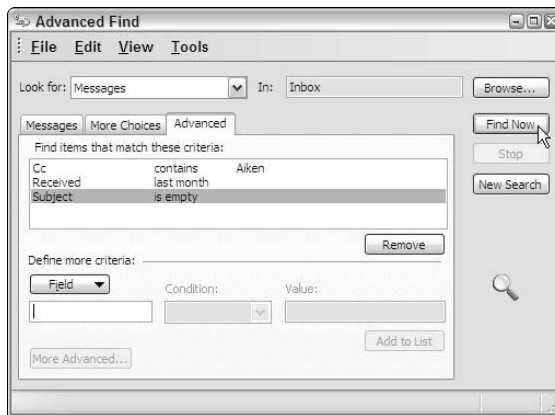 Advanced Find
File Edit View Tools
Look for: Messages In: Inbox Browse...
Messages More Choices Advanced Find Now
Find items that match these criteria: Stop
Cc contains Aiken
Received last month New Search
Subject is empty
Remove
Define more criteria:
Field Condition: Value:
Add to List
More Advanced...